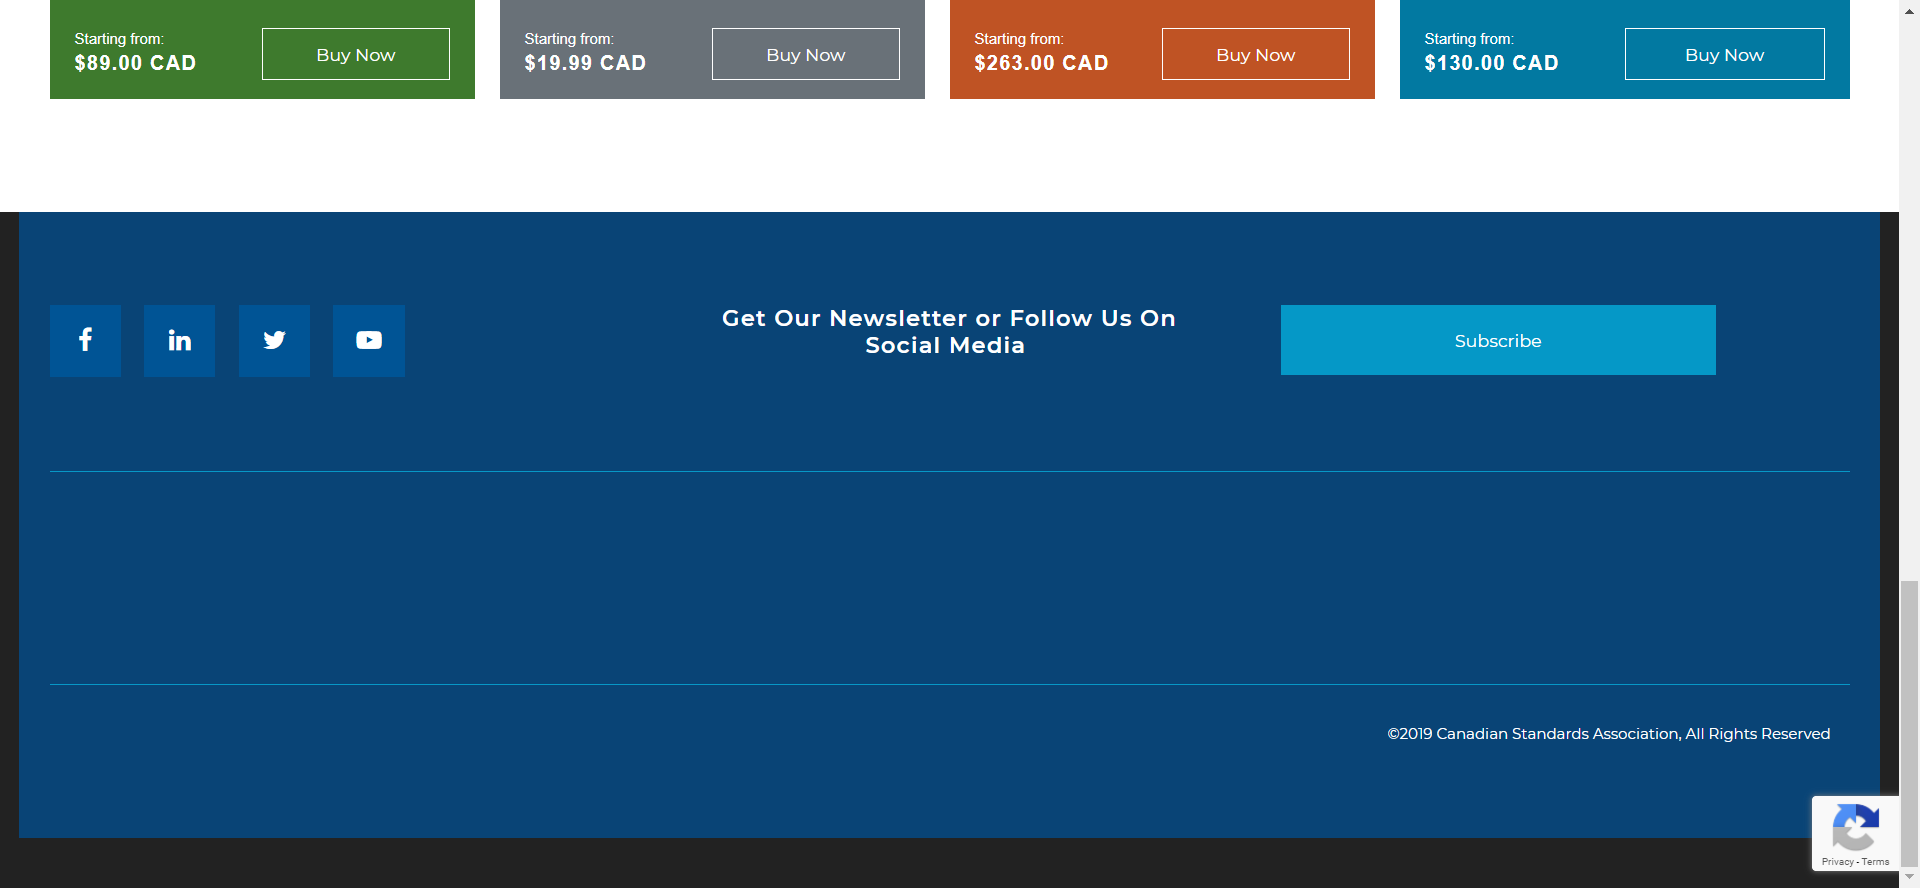 Starting from:
$89.00 CAD
Buy Now
Starting from:
$19.99 CAD
Buy Now
Starting from:
$263.00 CAD
Buy Now
Starting from:
$130.00 CAD
Buy Now
Get Our Newsletter or Follow Us On
Social Media
Subscribe
©2019 Canadian Standards Association, All Rights Reserved
Privacy - Terms